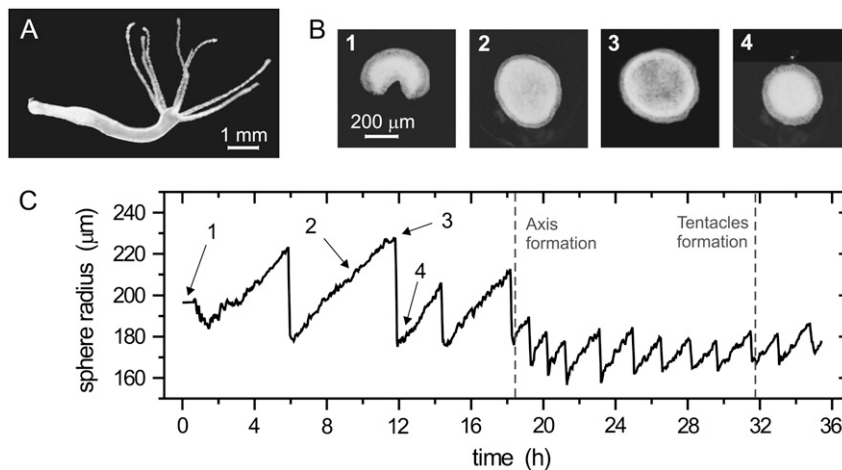 A
1 mm
B
1
2
3
4
200 μm
C
sphere radius (μm)
240
220
200
180
160
1
2
3
4
Axis
formation
Tentacles
formation
0 4 8 12 16 20 24 28 32 36
time (h)